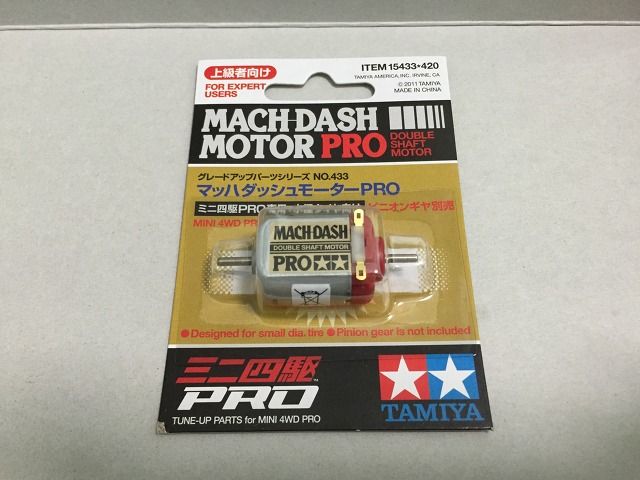 上級者向け
FOR EXPERT
USERS
ITEM 15433*420
TAMIYA AMERICA, INC. IRVINE, CA
© 2011 TAMIYA
MADE IN CHINA
MACH-DASH
MOTOR PRO
DOUBLE
SHAFT
MOTOR
グレードアップパーツシリーズ NO.433
マッハダッシュモーターPRO
ミニ四駆PRO
ピニオンギヤ別売
MINI 4WD PR
MACH-DASH
DOUBLE SHAFT MOTOR
PRO
●Designed for small dia. tire ●Pinion gear is not included
ミニ四駆
PRO
TM
TUNE-UP PARTS for MINI 4WD PRO
TAMIYA